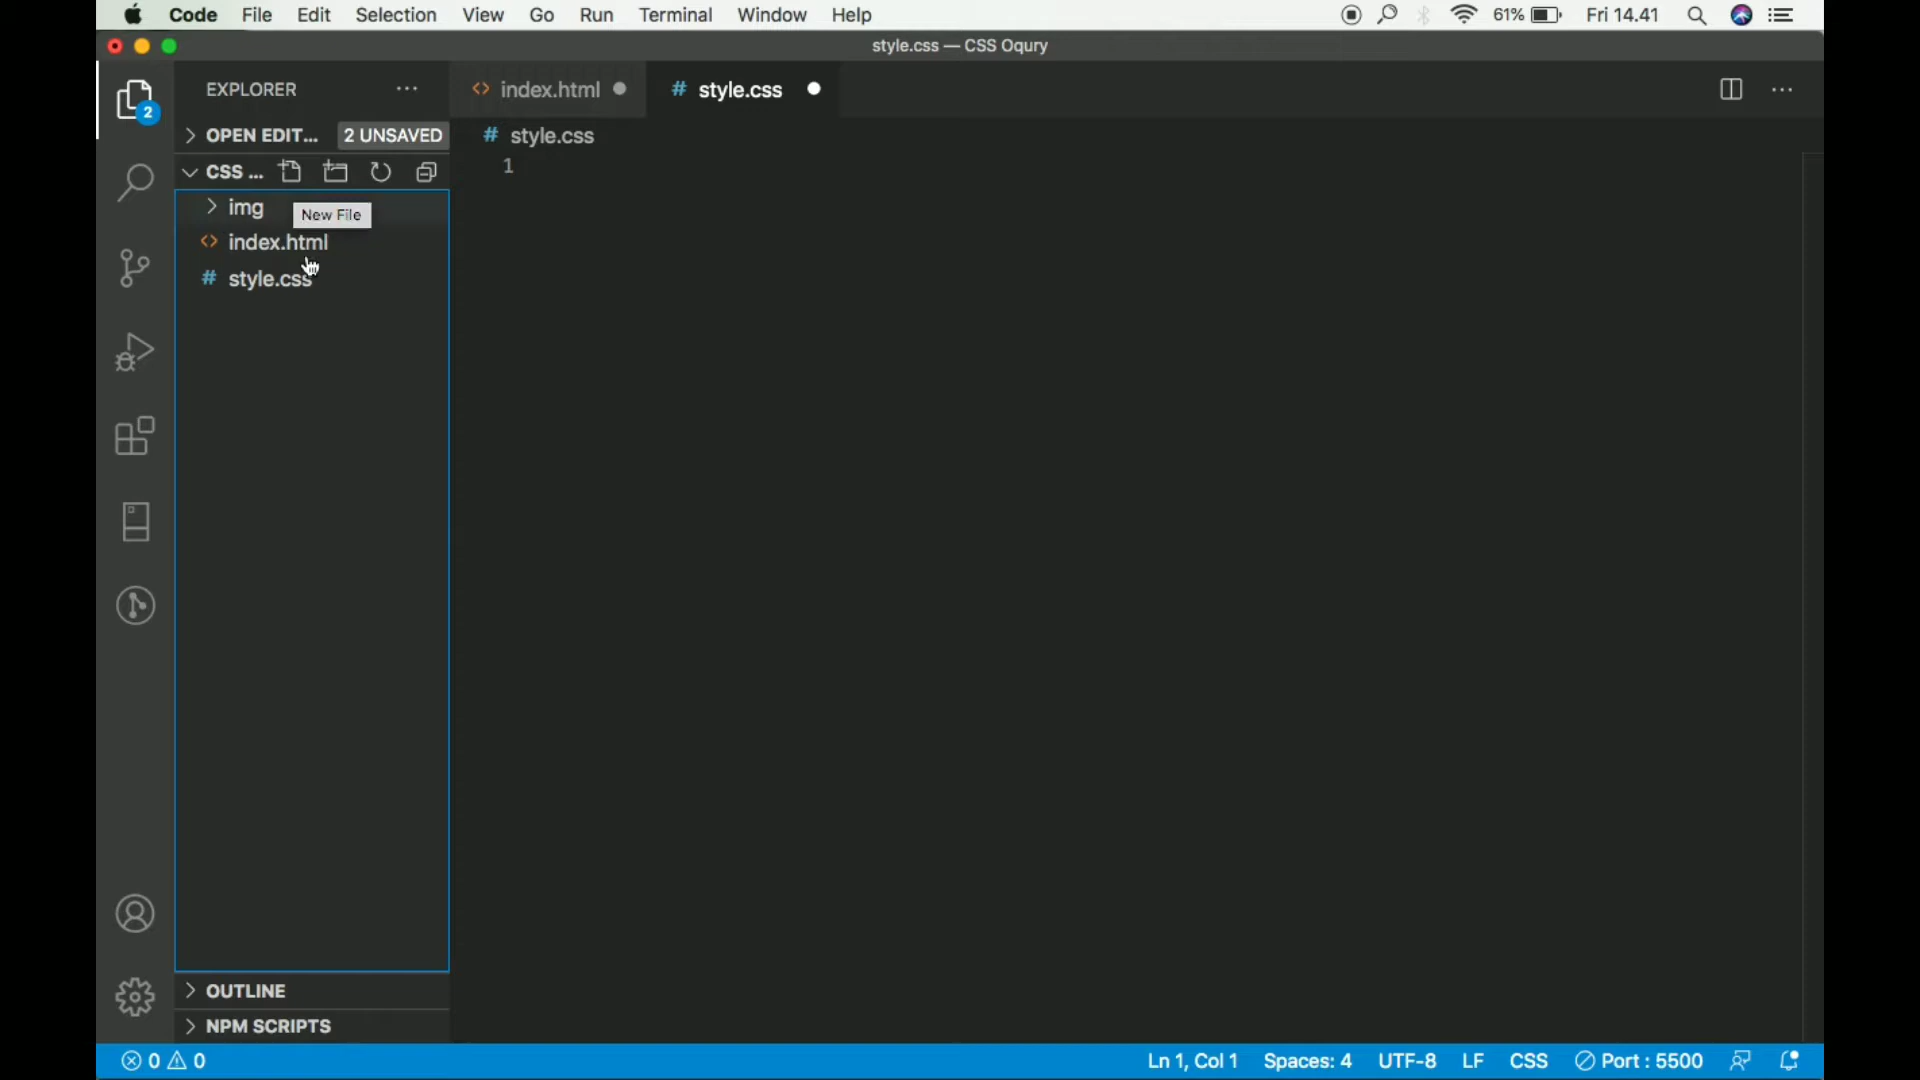 Code File Edit Selection View Go Run Terminal Window Help 61% Fri 14.41
style.css — CSS Oqury
2
EXPLORER ···
index.html
# style.css
···
OPEN EDIT... 2 UNSAVED
# style.css
CSS ...
1
img
New File
index.html
# style.css
OUTLINE
NPM SCRIPTS
0 0 Ln 1, Col 1 Spaces: 4 UTF-8 LF CSS Port : 5500